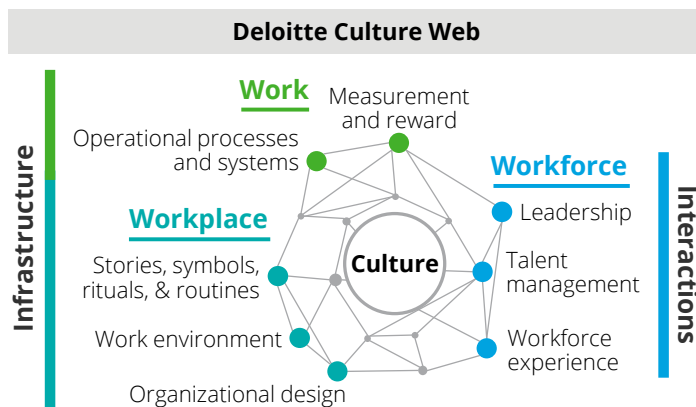 Deloitte Culture Web
Infrastructure
Work
Measurement
and reward
Operational processes
and systems
Workforce
Leadership
Workplace
Culture
Stories, symbols,
rituals, & routines
Talent
management
Work environment
Workforce
experience
Organizational design
Interactions